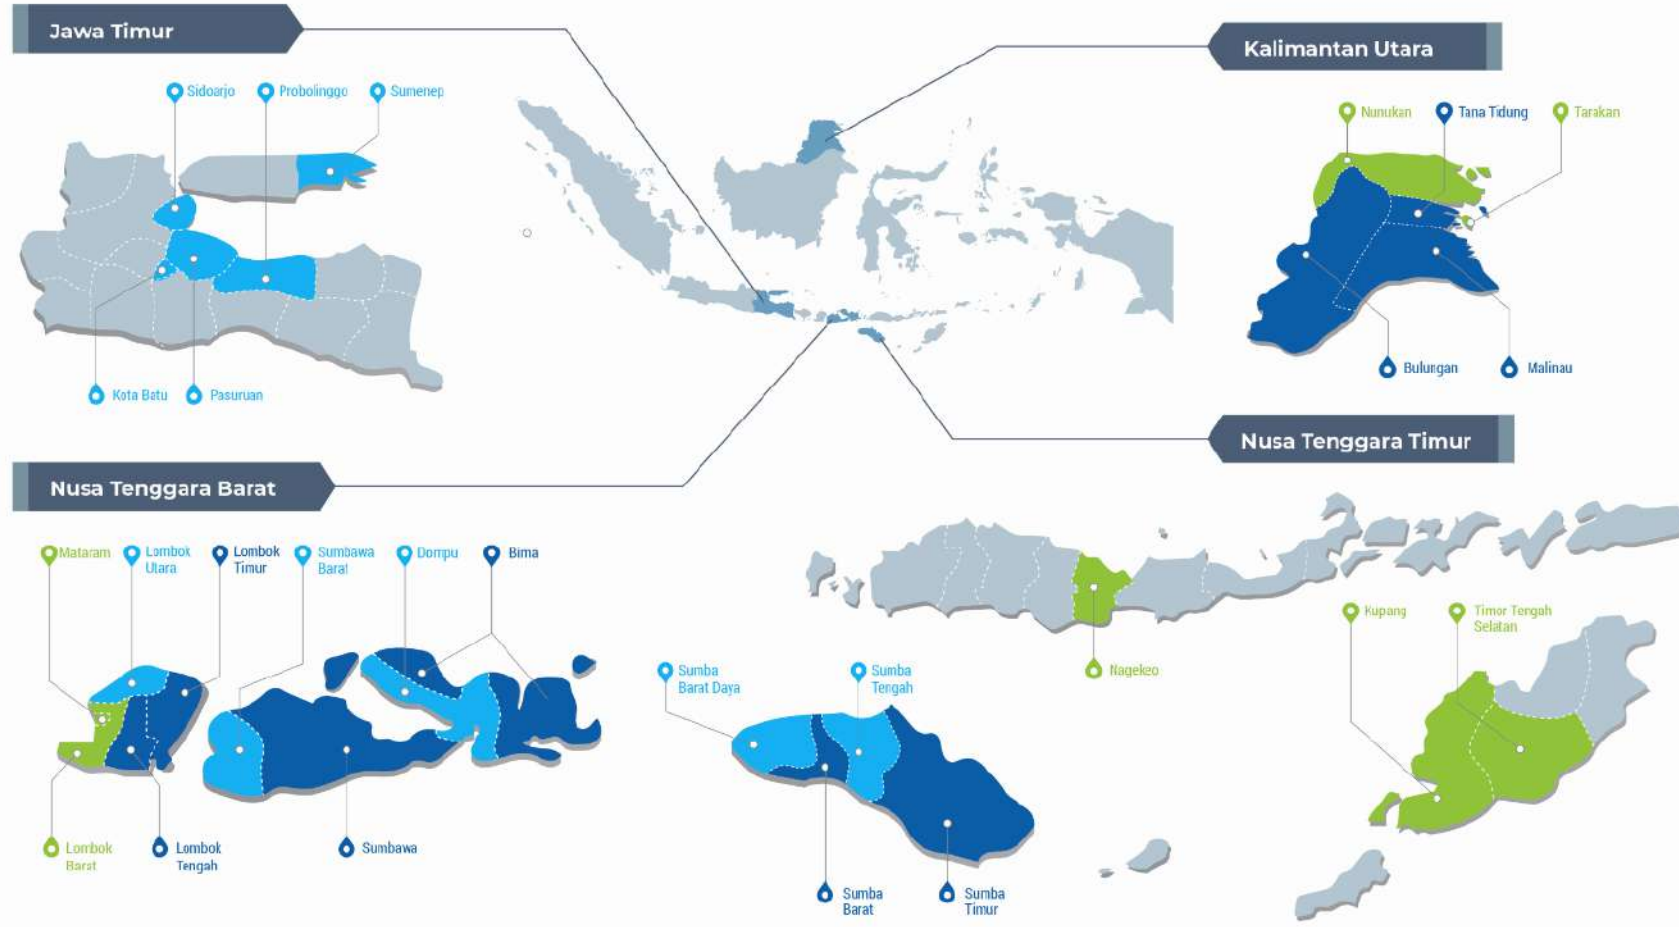 Jawa Timur
Sidoarjo
Probolinggo
Sumenep
Kota Batu
Pasuruan
Kalimantan Utara
Nunukan
Tana Tidung
Tarakan
Bulungan
Malinau
Nusa Tenggara Barat
Mataram
Lombok
Utara
Lombok
Timur
Sumbawa
Barat
Dompu
Bima
Lombok
Barat
Lombok
Tengah
Sumbawa
Nusa Tenggara Timur
Nagekeo
Kupang
Timor Tengah
Selatan
Sumba
Barat Daya
Sumba
Tengah
Sumba
Barat
Sumba
Timur